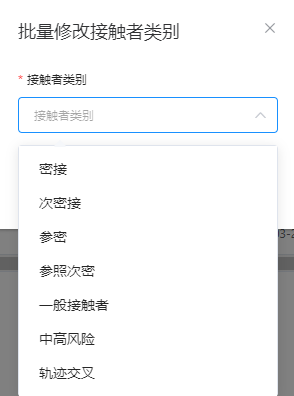 批量修改接触者类别
* 接触者类别
接触者类别
密接
次密接
参密
参照次密
一般接触者
中高风险
轨迹交叉